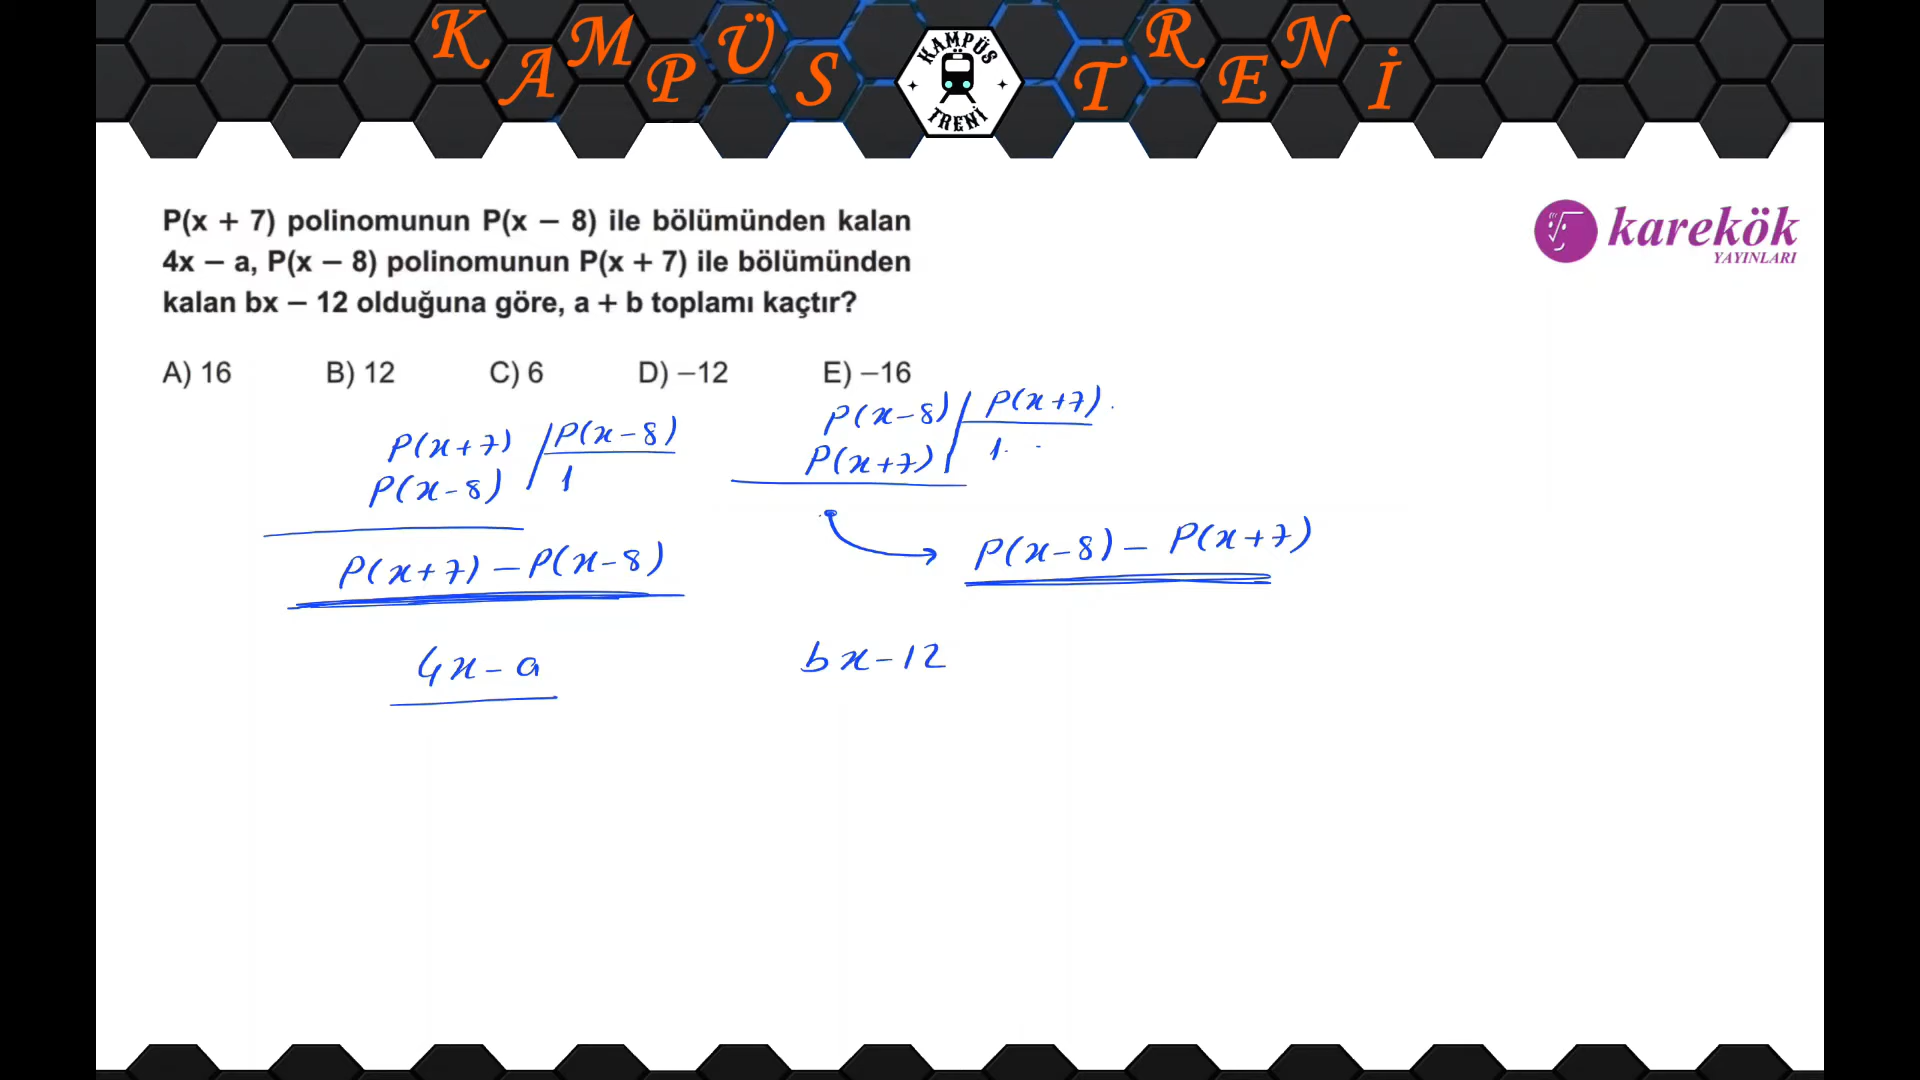 KAMPÜS TRENİ
KAMPÜS
TRENİ
karekök
YAYINLARI
P(x + 7) polinomunun P(x − 8) ile bölümünden kalan
4x − a, P(x − 8) polinomunun P(x + 7) ile bölümünden
kalan bx − 12 olduğuna göre, a + b toplamı kaçtır?
A) 16 B) 12 C) 6 D) −12 E) −16
P(x+7) P(x-8)
P(x-8) 1
P(x+7) - P(x-8)
4x - a
P(x-8) P(x+7)
P(x+7) 1
P(x-8) - P(x+7)
bx-12